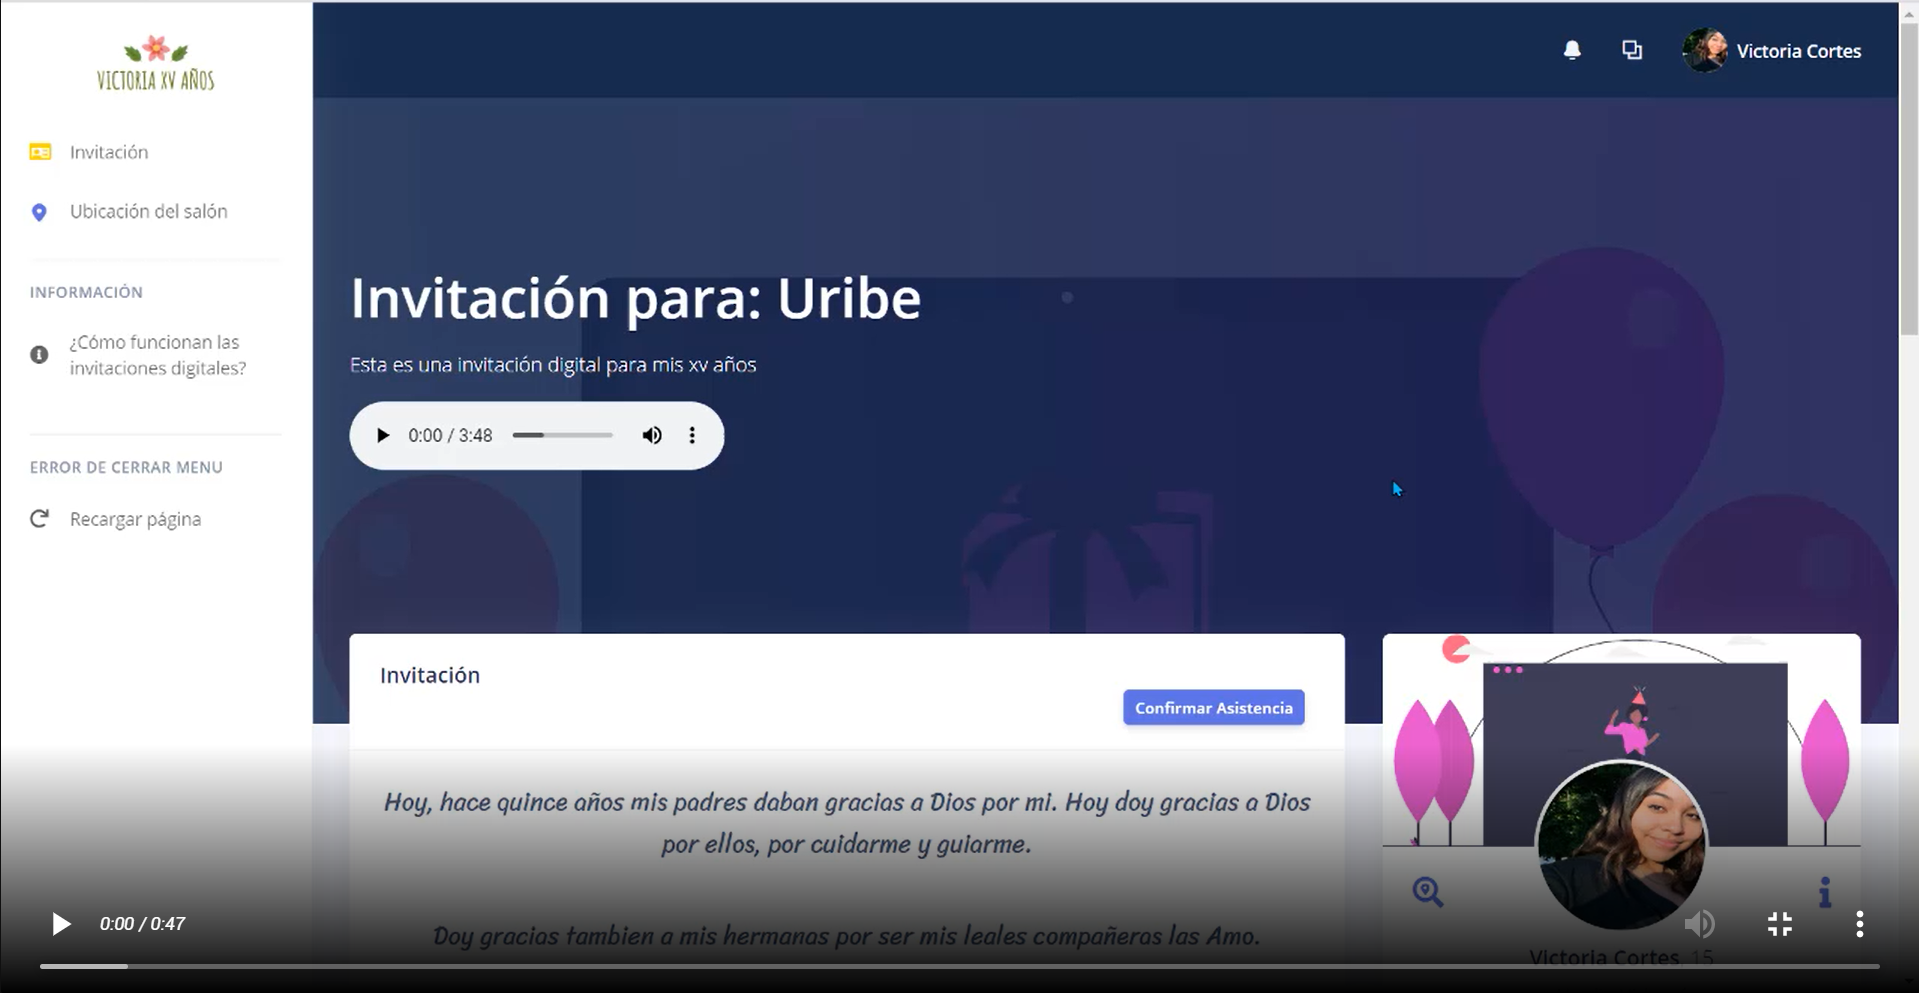 VICTORIA XV AÑOS
Invitación
Ubicación del salón
INFORMACIÓN
¿Cómo funcionan las
invitaciones digitales?
ERROR DE CERRAR MENU
Recargar página
Victoria Cortes
Invitación para: Uribe
Esta es una invitación digital para mis xv años
0:00 / 3:48
Invitación
Confirmar Asistencia
Hoy, hace quince años mis padres daban gracias a Dios por mi. Hoy doy gracias a Dios
por ellos, por cuidarme y guiarme.
Doy gracias tambien a mis hermanas por ser mis leales compañeras las Amo.
Victoria Cortes, 15
0:00 / 0:47